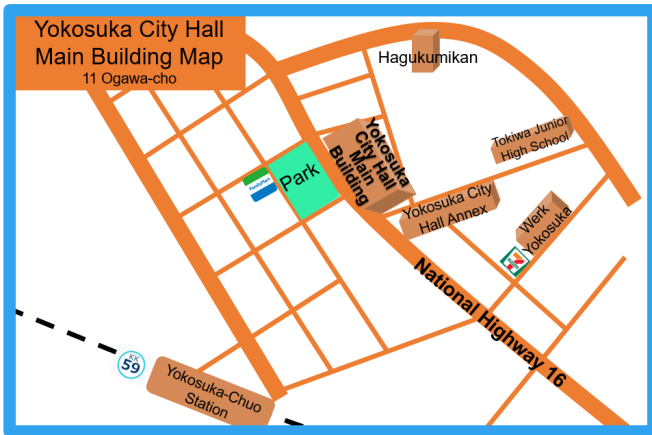 Yokosuka City Hall
Main Building Map
11 Ogawa-cho
Hagukumikan
Tokiwa Junior
High School
Yokosuka
City Hall
Main
Building
Park
FamilyMart
Yokosuka City
Hall Annex
Werk
Yokosuka
National Highway 16
KK
59
Yokosuka-Chuo
Station